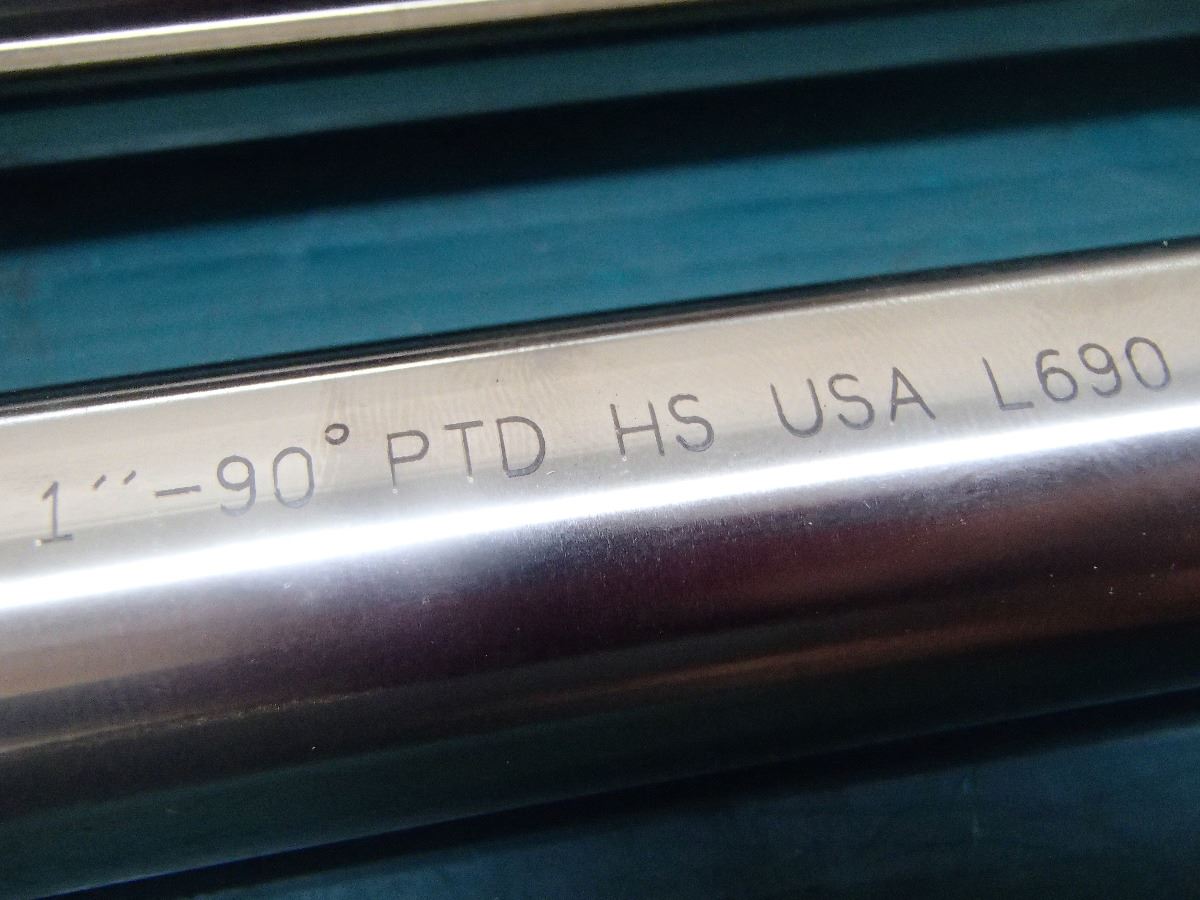 1″-90° PTD HS USA L690